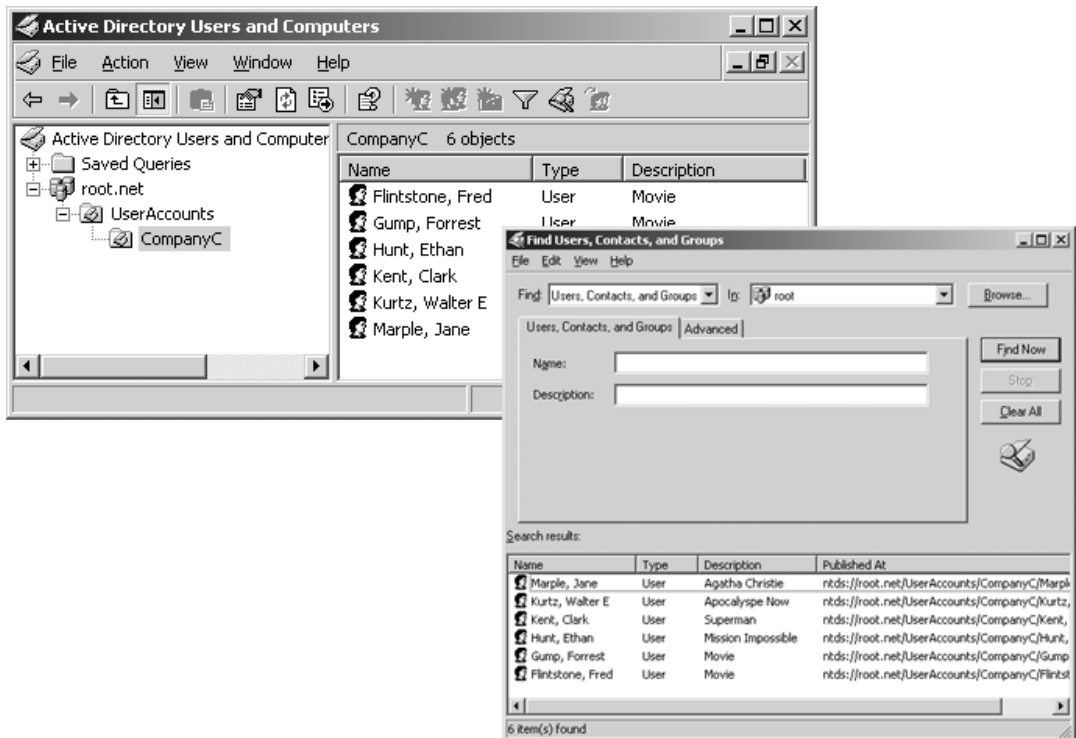 Active Directory Users and Computers
File Action View Window Help
Active Directory Users and Computer
Saved Queries
root.net
UserAccounts
CompanyC
CompanyC 6 objects
Name Type Description
Flintstone, Fred User Movie
Gump, Forrest User Movie
Hunt, Ethan
Kent, Clark
Kurtz, Walter E
Marple, Jane
Find Users, Contacts, and Groups
File Edit View Help
Find: Users, Contacts, and Groups In: root Browse...
Users, Contacts, and Groups Advanced
Name:
Description:
Find Now
Stop
Clear All
Search results:
Name Type Description Published At
Marple, Jane User Agatha Christie ntds://root.net/UserAccounts/CompanyC/Marpl
Kurtz, Walter E User Apocalyspe Now ntds://root.net/UserAccounts/CompanyC/Kurtz,
Kent, Clark User Superman ntds://root.net/UserAccounts/CompanyC/Kent,
Hunt, Ethan User Mission Impossible ntds://root.net/UserAccounts/CompanyC/Hunt,
Gump, Forrest User Movie ntds://root.net/UserAccounts/CompanyC/Gump
Flintstone, Fred User Movie ntds://root.net/UserAccounts/CompanyC/Flintst
6 item(s) found